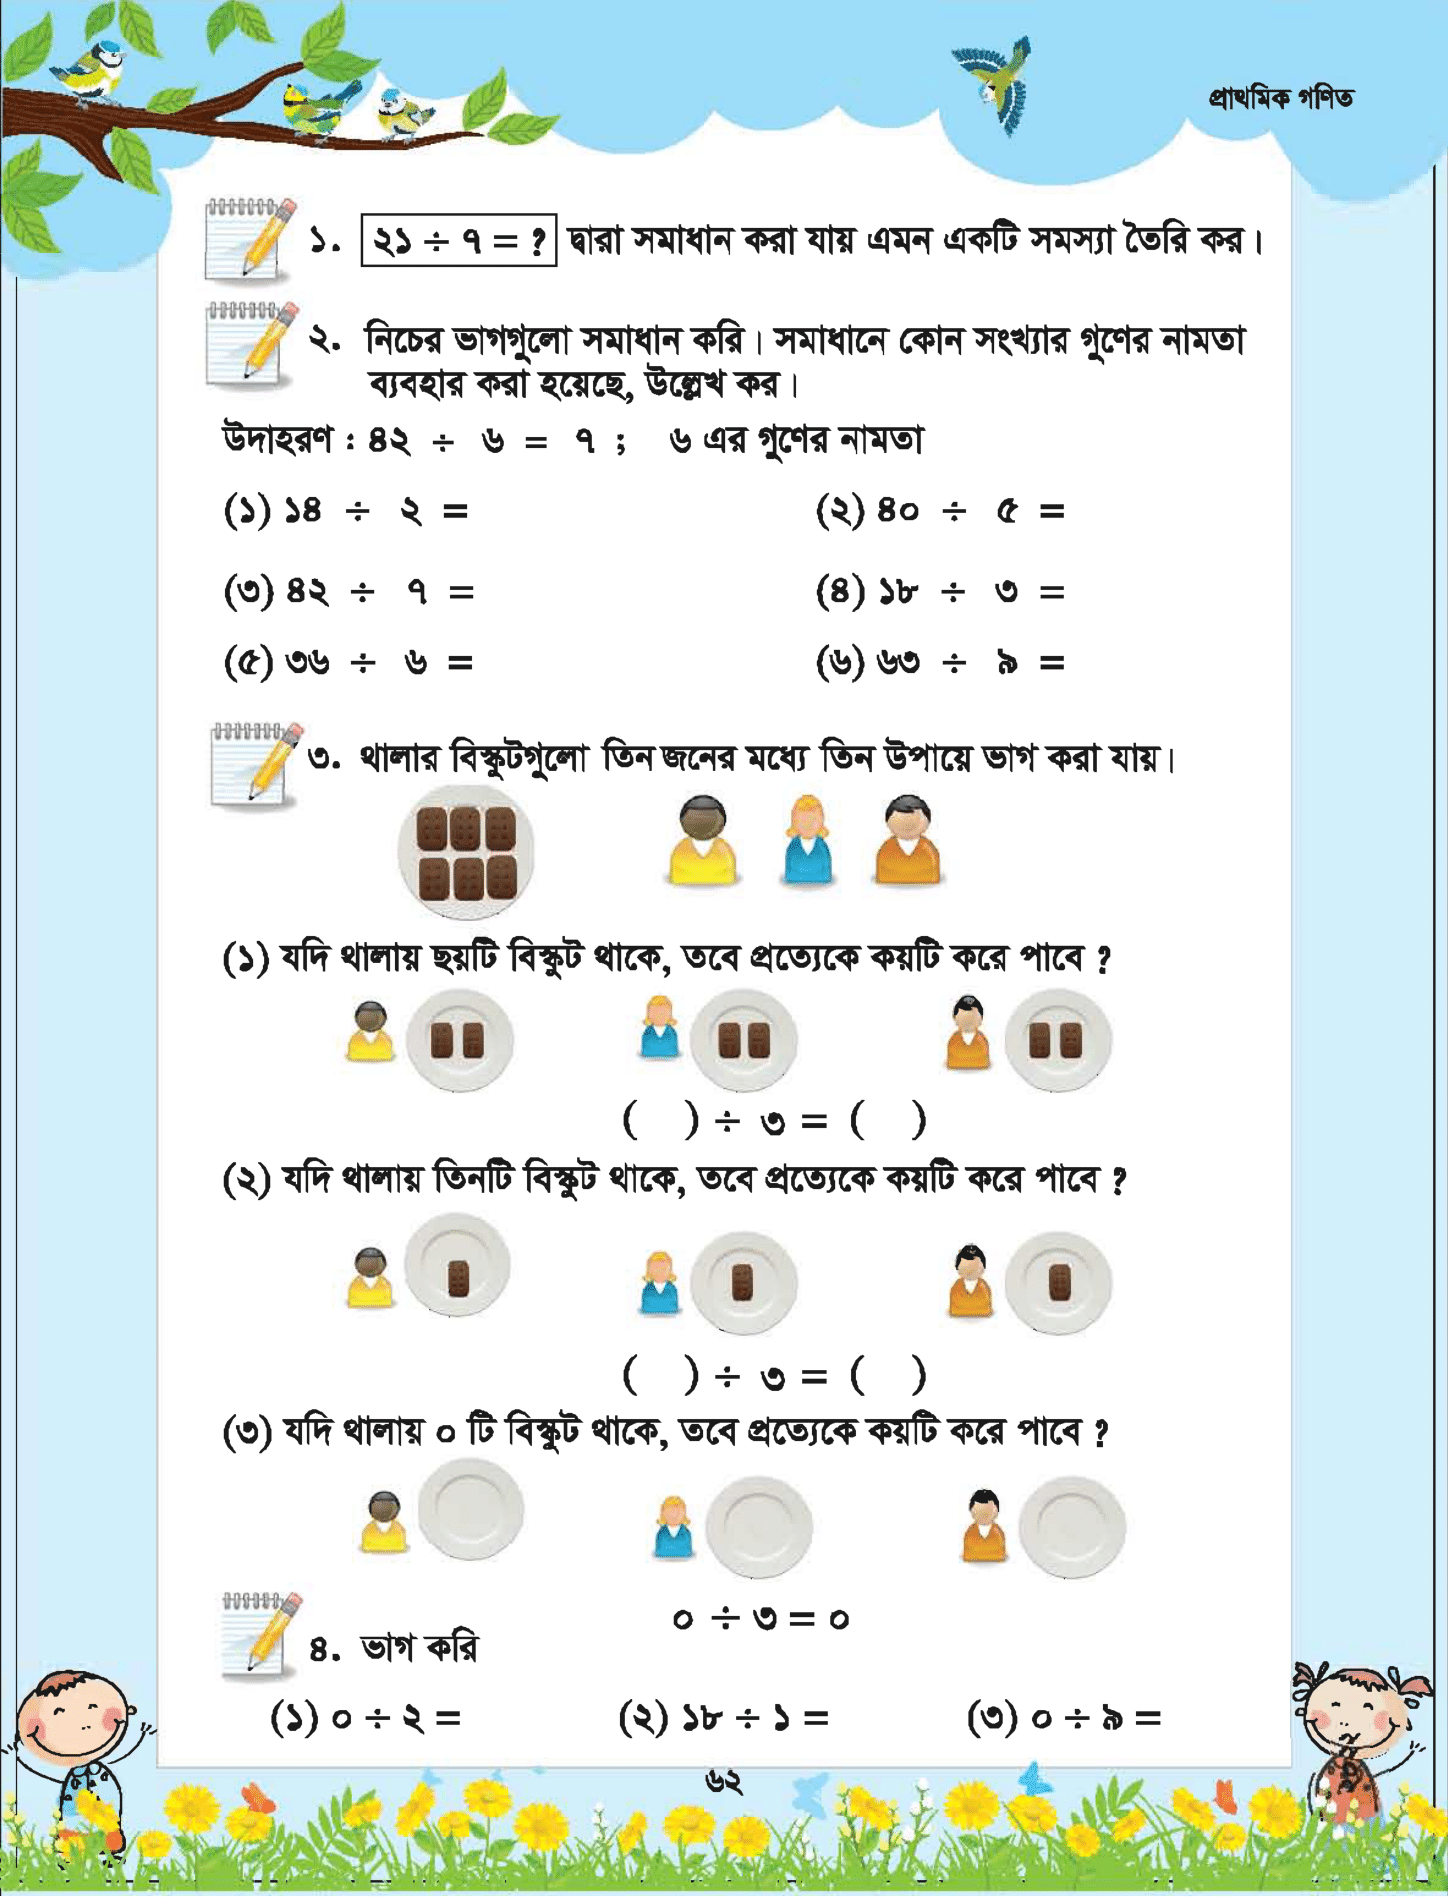 প্রাথমিক গণিত
১. ২১ ÷ ৭ = ? দ্বারা সমাধান করা যায় এমন একটি সমস্যা তৈরি কর।
২. নিচের ভাগগুলো সমাধান করি। সমাধানে কোন সংখ্যার গুণের নামতা
ব্যবহার করা হয়েছে, উল্লেখ কর।
উদাহরণ : ৪২ ÷ ৬ = ৭ ; ৬ এর গুণের নামতা
(১) ১৪ ÷ ২ = (২) ৪০ ÷ ৫ =
(৩) ৪২ ÷ ৭ = (৪) ১৮ ÷ ৩ =
(৫) ৩৬ ÷ ৬ = (৬) ৬৩ ÷ ৯ =
৩. থালার বিস্কুটগুলো তিন জনের মধ্যে তিন উপায়ে ভাগ করা যায়।
(১) যদি থালায় ছয়টি বিস্কুট থাকে, তবে প্রত্যেকে কয়টি করে পাবে ?
( ) ÷ ৩ = ( )
(২) যদি থালায় তিনটি বিস্কুট থাকে, তবে প্রত্যেকে কয়টি করে পাবে ?
( ) ÷ ৩ = ( )
(৩) যদি থালায় ০ টি বিস্কুট থাকে, তবে প্রত্যেকে কয়টি করে পাবে ?
০ ÷ ৩ = ০
৪. ভাগ করি
(১) ০ ÷ ২ = (২) ১৮ ÷ ১ = (৩) ০ ÷ ৯ =
৬২